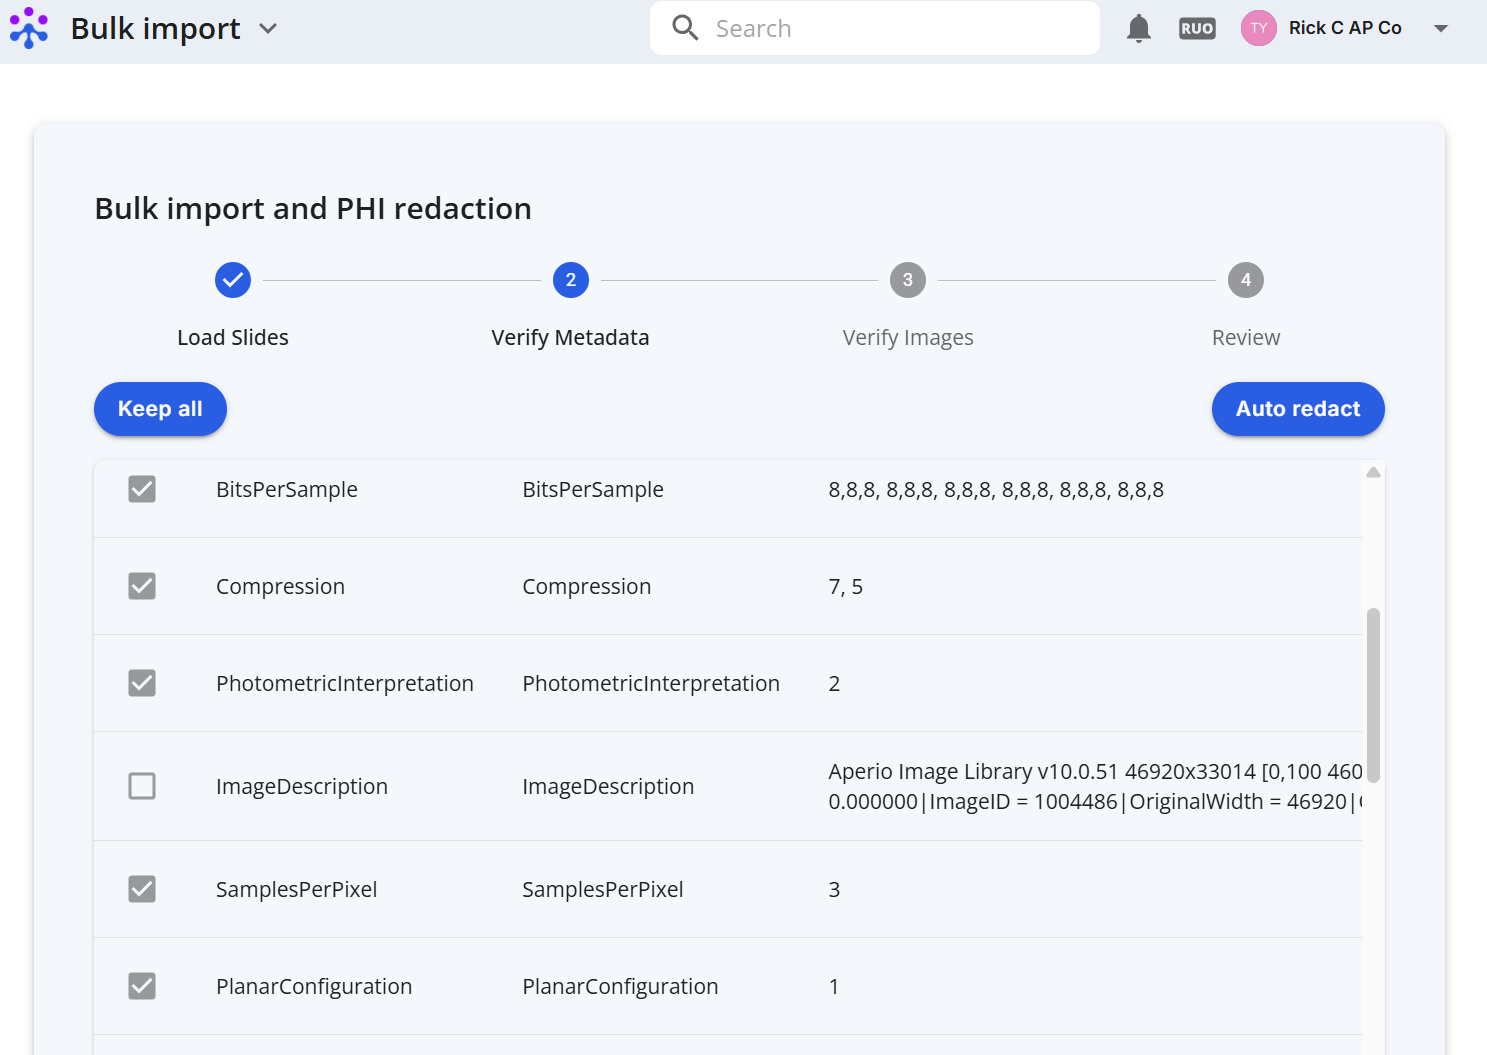 Bulk import
Search
RUO
TY
Rick C AP Co
Bulk import and PHI redaction
2
3
4
Load Slides
Verify Metadata
Verify Images
Review
Keep all
Auto redact
BitsPerSample BitsPerSample 8,8,8, 8,8,8, 8,8,8, 8,8,8, 8,8,8, 8,8,8
Compression Compression 7, 5
PhotometricInterpretation PhotometricInterpretation 2
ImageDescription ImageDescription Aperio Image Library v10.0.51 46920x33014 [0,100 460
0.000000|ImageID = 1004486|OriginalWidth = 46920|
SamplesPerPixel SamplesPerPixel 3
PlanarConfiguration PlanarConfiguration 1